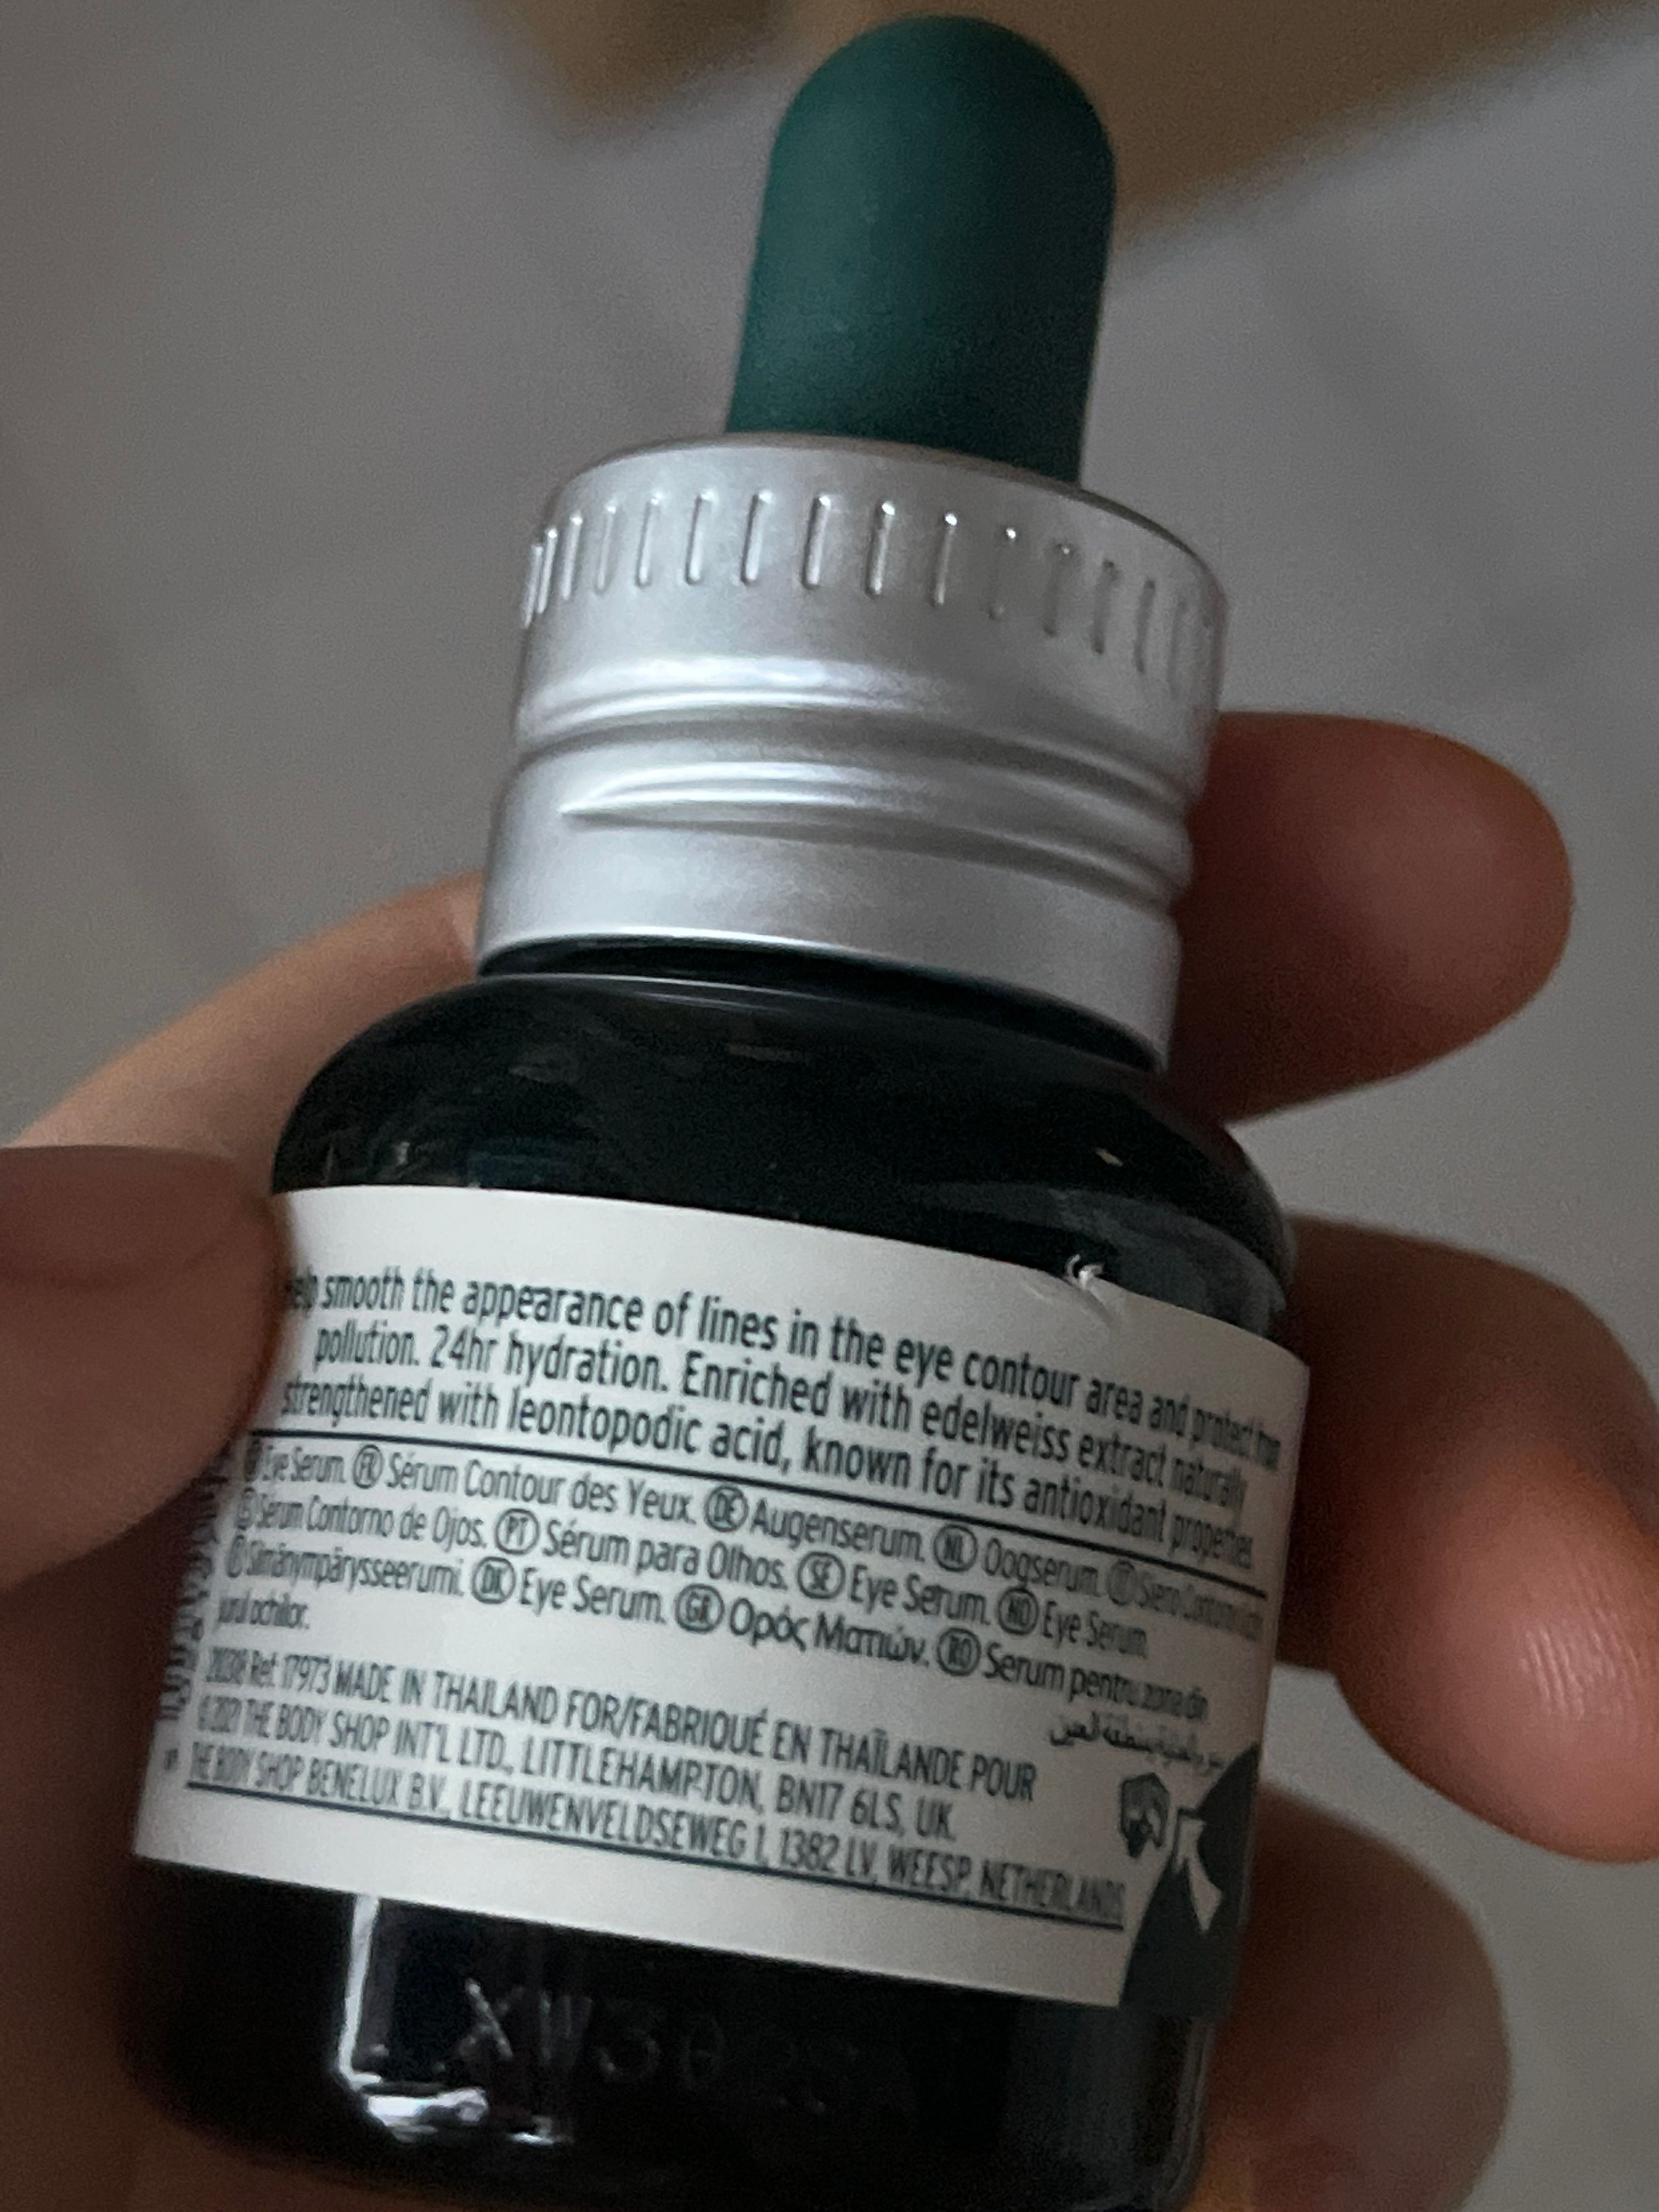 Help smooth the appearance of lines in the eye contour area and protect from
pollution. 24hr hydration. Enriched with edelweiss extract naturally
strengthened with leontopodic acid, known for its antioxidant properties.
Eye Serum. FR Sérum Contour des Yeux. DE Augenserum. NL Oogserum. IT Siero Contorno
Sérum Contorno de Ojos. PT Sérum para Olhos. SE Eye Serum. NO Eye Serum.
Silmänympärysseerumi. DK Eye Serum. GR Ορός Ματιών. RO Serum pentru zona din
jurul ochilor.
لمنطقة العين
Ref. 17973 MADE IN THAILAND FOR/FABRIQUÉ EN THAÏLANDE POUR
©2021 THE BODY SHOP INT'L LTD., LITTLEHAMPTON, BN17 6LS, UK.
THE BODY SHOP BENELUX B.V., LEEUWENVELDSEWEG 1, 1382 LV, WEESP, NETHERLANDS